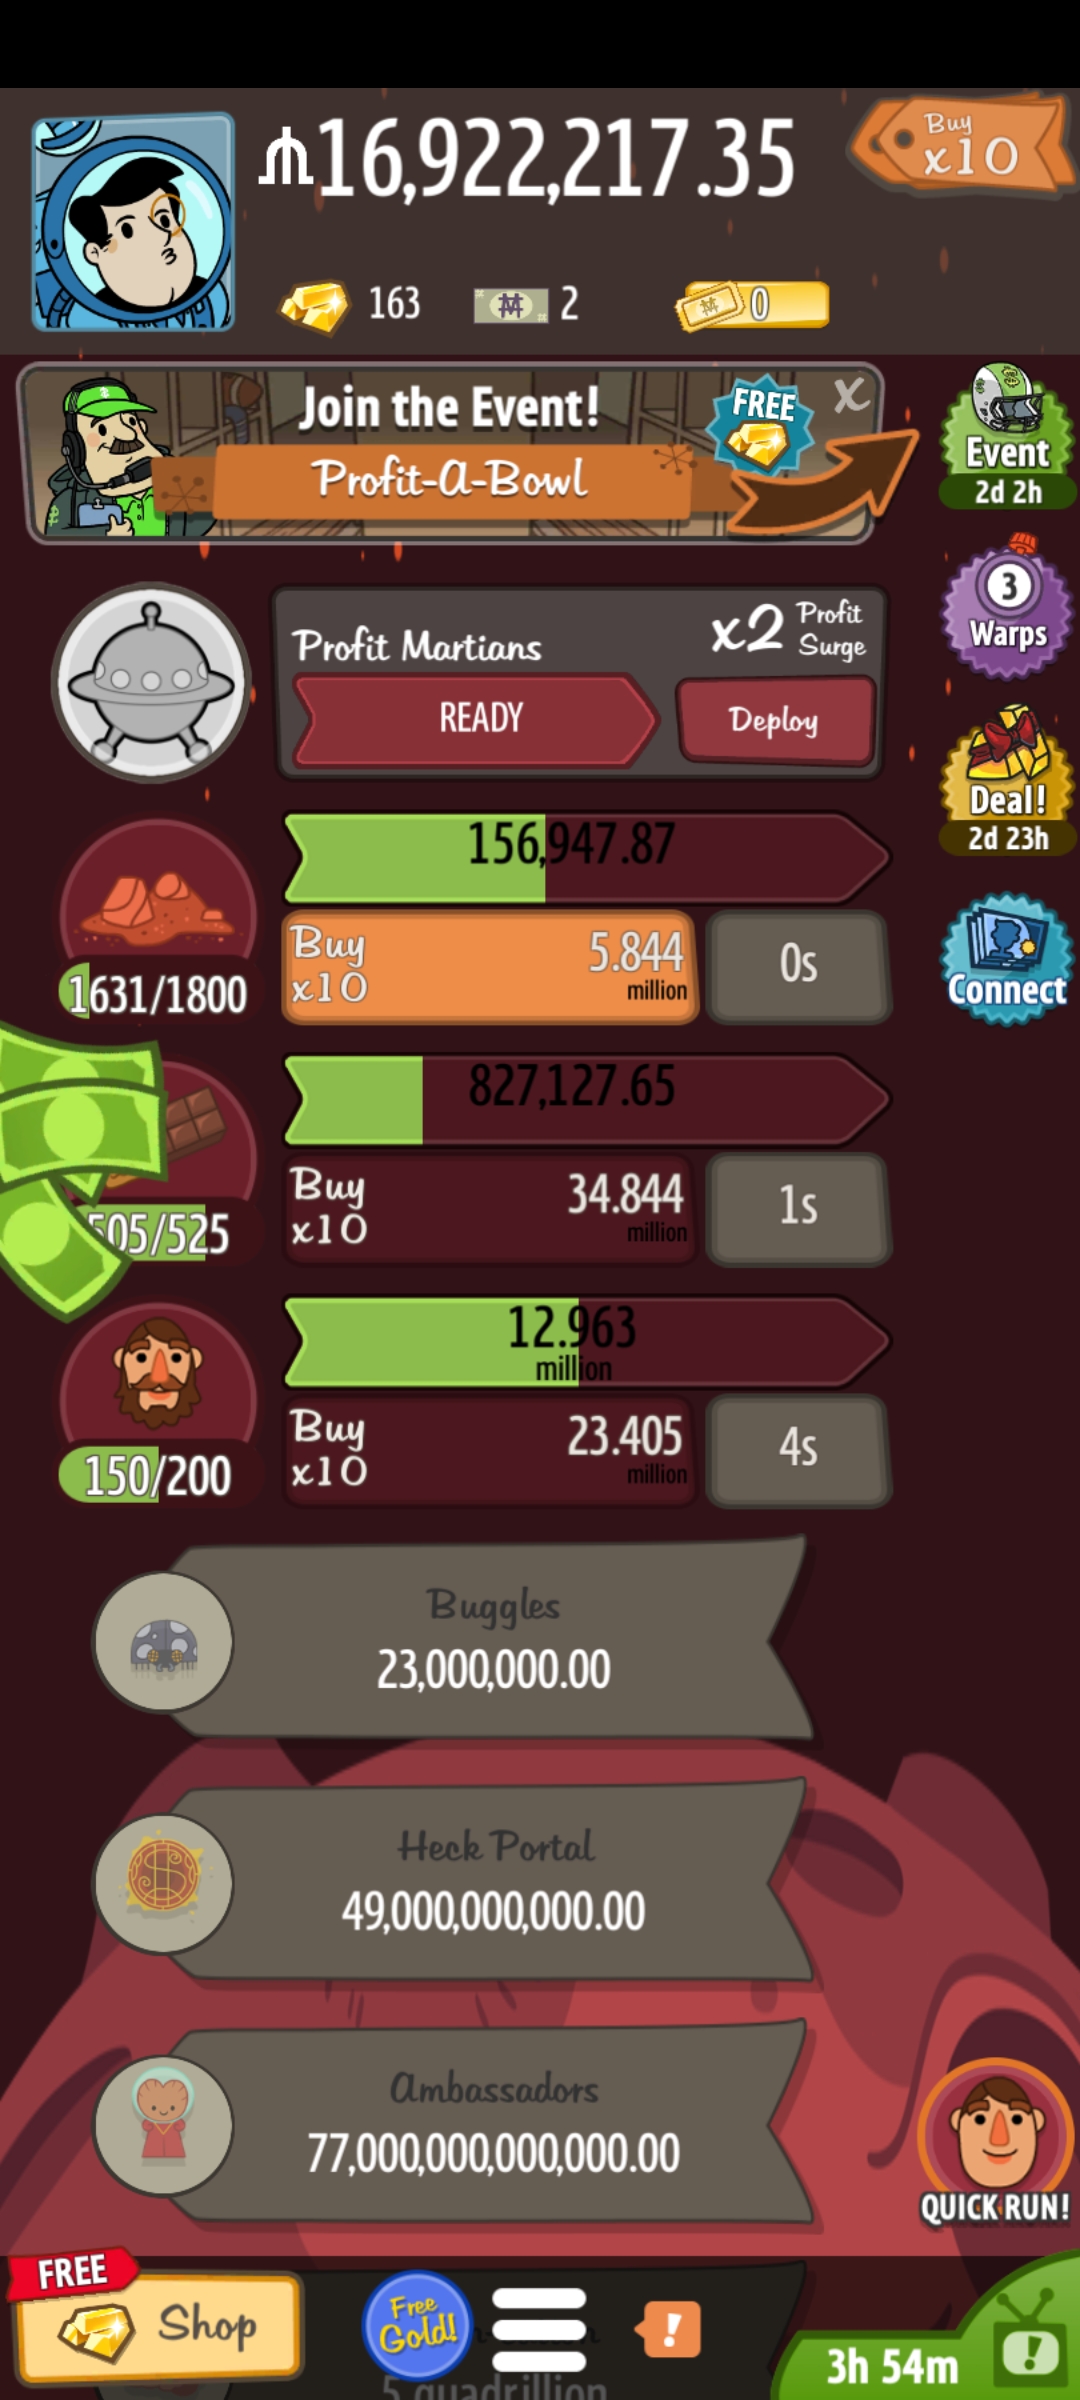 ₼16,922,217.35
Buy
x10
163
2
0
Join the Event!
FREE
X
Profit-A-Bowl
Event
2d 2h
3
Warps
Profit Martians
x2 Profit
Surge
READY
Deploy
Deal!
2d 23h
156,947.87
Buy
x10
5.844
million
0s
1631/1800
Connect
827,127.65
Buy
x10
34.844
million
1s
505/525
12.963
million
Buy
x10
23.405
million
4s
150/200
Buggles
23,000,000.00
Heck Portal
49,000,000,000.00
Ambassadors
77,000,000,000,000.00
QUICK RUN!
FREE
Shop
Free
Gold!
!
!
3h 54m
5 quadrillion